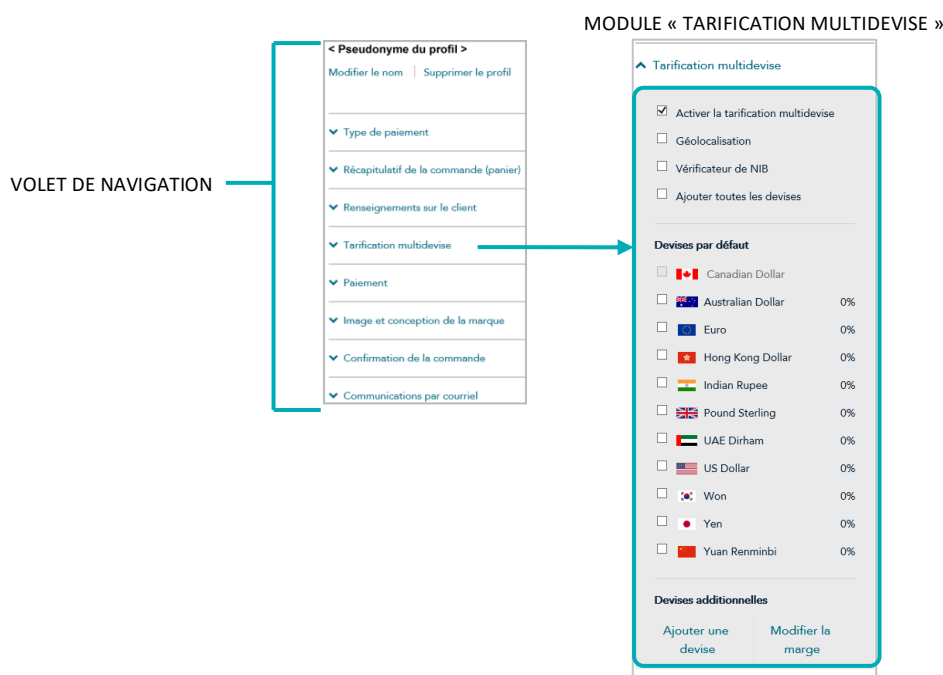 MODULE « TARIFICATION MULTIDEVISE »
VOLET DE NAVIGATION
< Pseudonyme du profil >
Modifier le nom Supprimer le profil
Type de paiement
Récapitulatif de la commande (panier)
Renseignements sur le client
Tarification multidevise
Paiement
Image et conception de la marque
Confirmation de la commande
Communications par courriel
Tarification multidevise
Activer la tarification multidevise
Géolocalisation
Vérificateur de NIB
Ajouter toutes les devises
Devises par défaut
Canadian Dollar
Australian Dollar 0%
Euro 0%
Hong Kong Dollar 0%
Indian Rupee 0%
Pound Sterling 0%
UAE Dirham 0%
US Dollar 0%
Won 0%
Yen 0%
Yuan Renminbi 0%
Devises additionnelles
Ajouter une devise
Modifier la marge